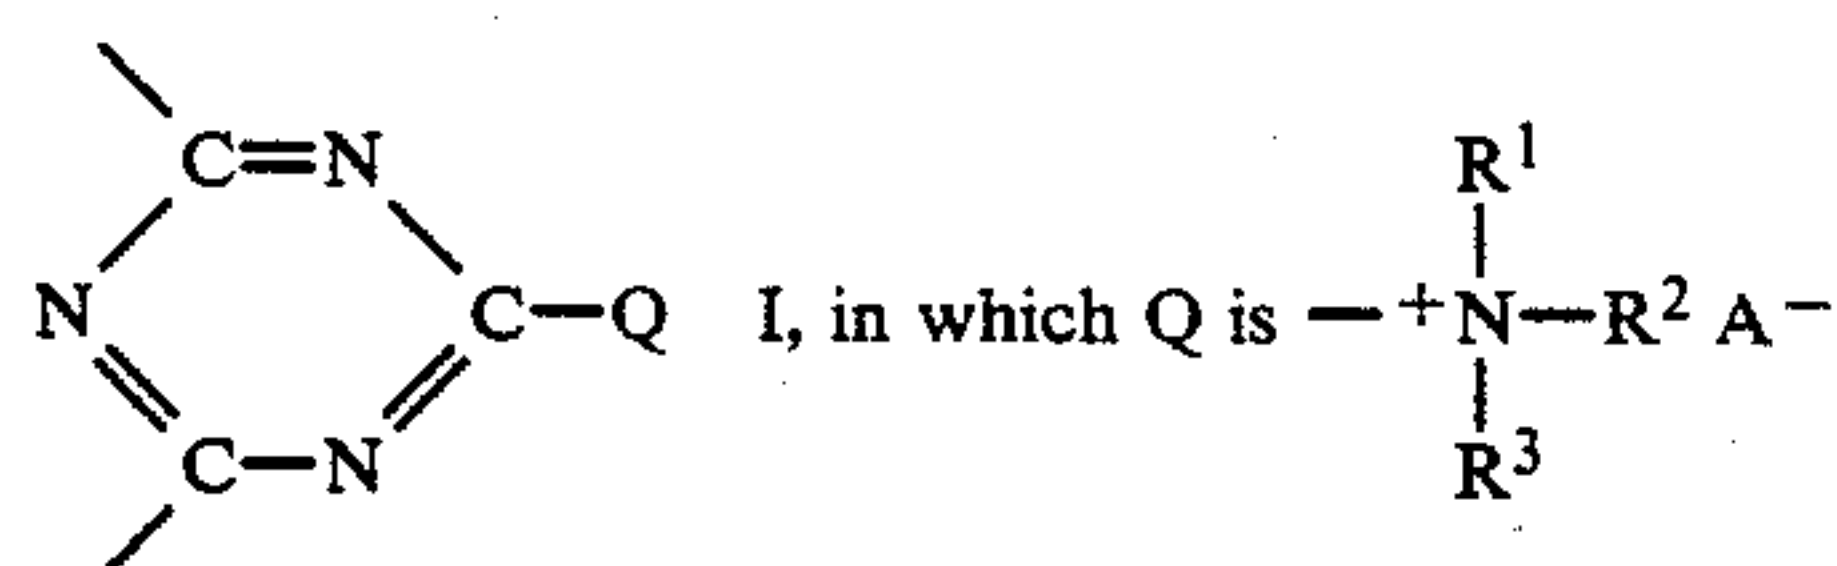 R¹
C=N
N C—Q I, in which Q is —⁺N—R² A⁻
C—N
R³